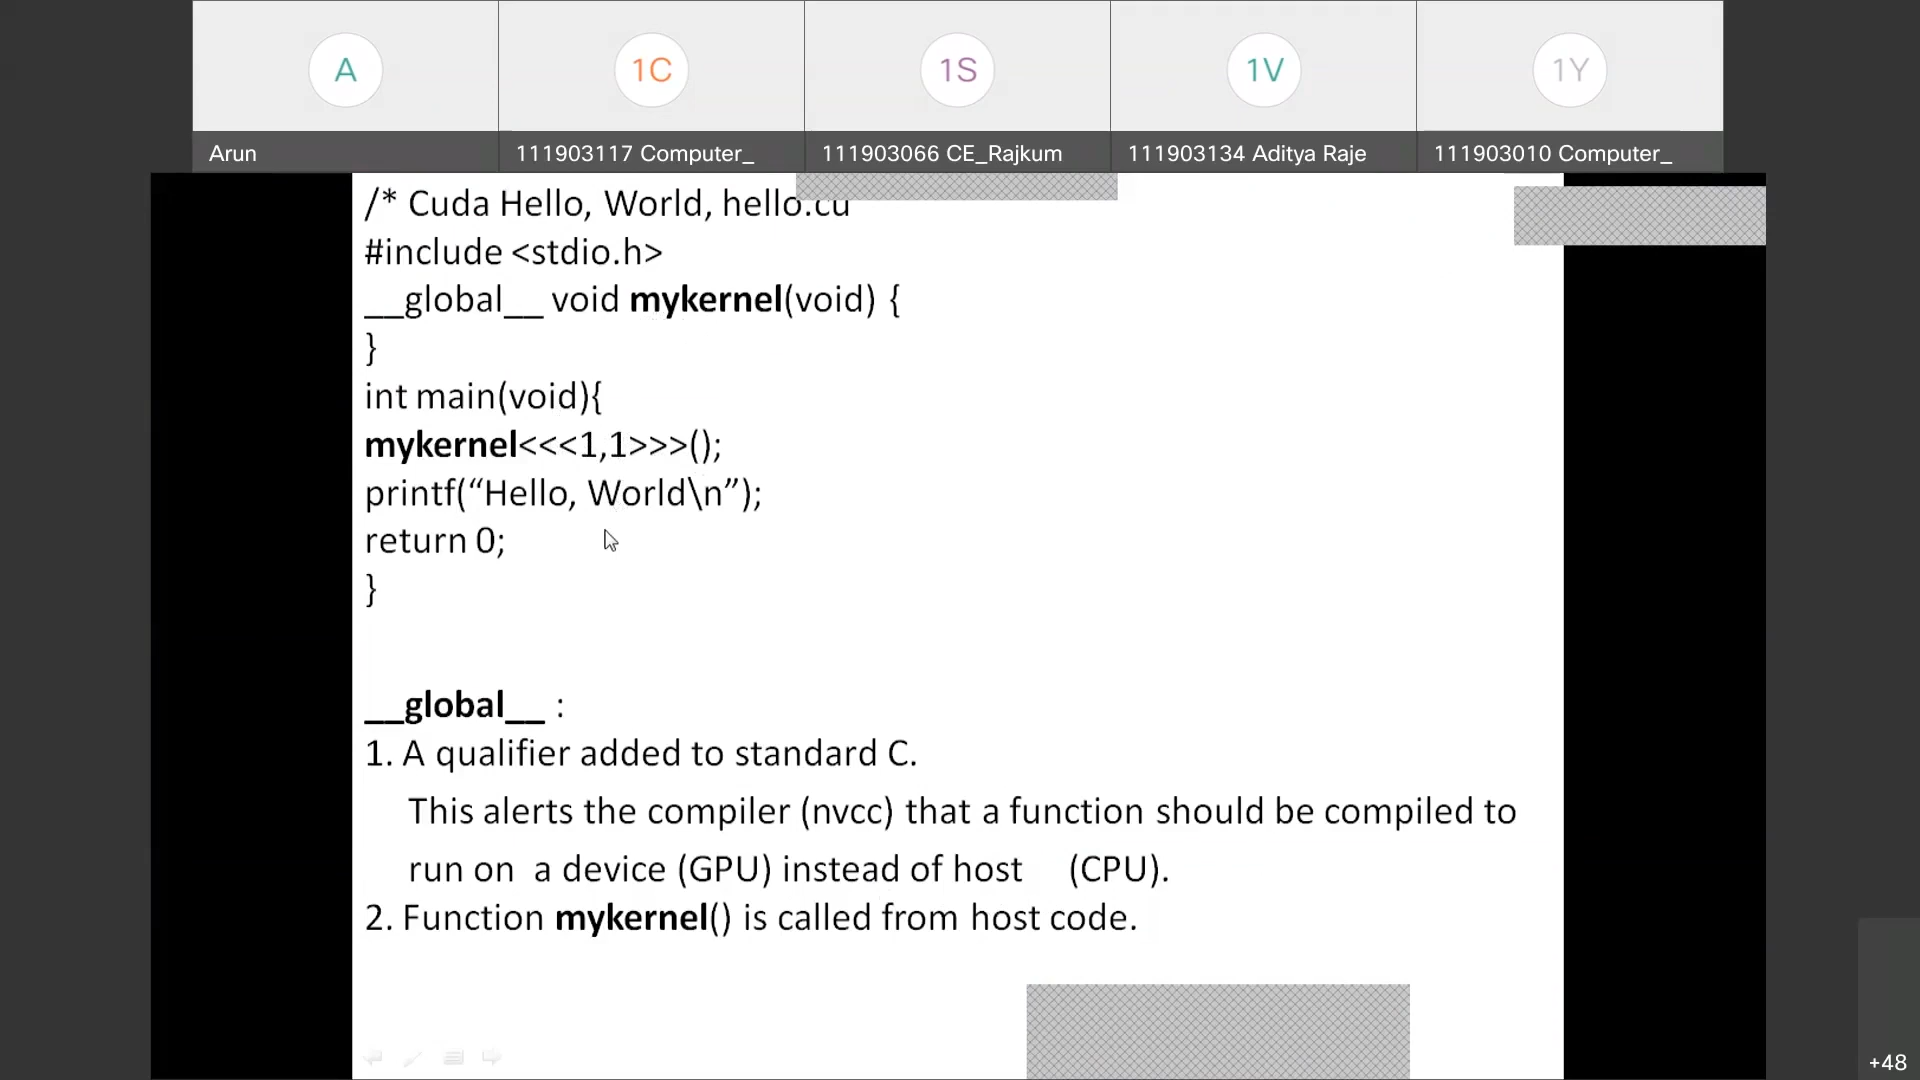 A
1C
1S
1V
1Y
Arun
111903117 Computer_
111903066 CE_Rajkum
111903134 Aditya Raje
111903010 Computer_
/* Cuda Hello, World, hello.cu
#include <stdio.h>
__global__ void mykernel(void) {
}
int main(void){
mykernel<<<1,1>>>();
printf(“Hello, World\n”);
return 0;
}
__global__ :
1. A qualifier added to standard C.
This alerts the compiler (nvcc) that a function should be compiled to
run on a device (GPU) instead of host (CPU).
2. Function mykernel() is called from host code.
+48